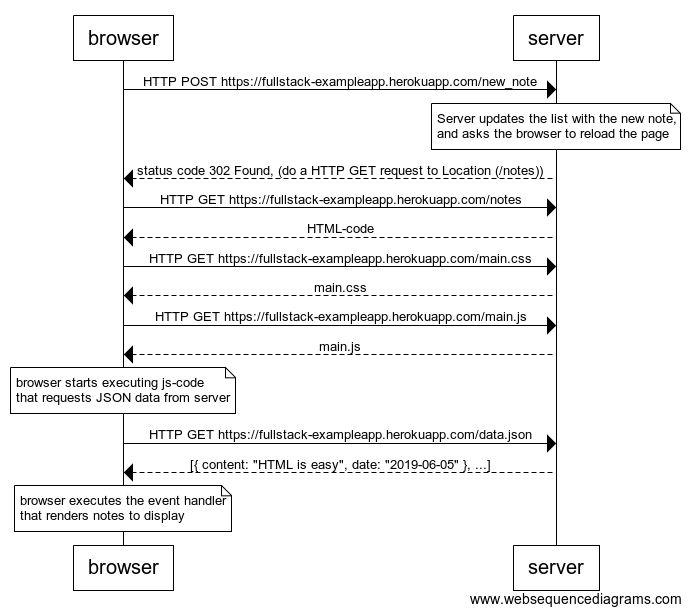 browser
server
HTTP POST https://fullstack-exampleapp.herokuapp.com/new_note
Server updates the list with the new note,
and asks the browser to reload the page
status code 302 Found, (do a HTTP GET request to Location (/notes))
HTTP GET https://fullstack-exampleapp.herokuapp.com/notes
HTML-code
HTTP GET https://fullstack-exampleapp.herokuapp.com/main.css
main.css
HTTP GET https://fullstack-exampleapp.herokuapp.com/main.js
main.js
browser starts executing js-code
that requests JSON data from server
HTTP GET https://fullstack-exampleapp.herokuapp.com/data.json
[{ content: "HTML is easy", date: "2019-06-05" }, ...]
browser executes the event handler
that renders notes to display
browser
server
www.websequencediagrams.com